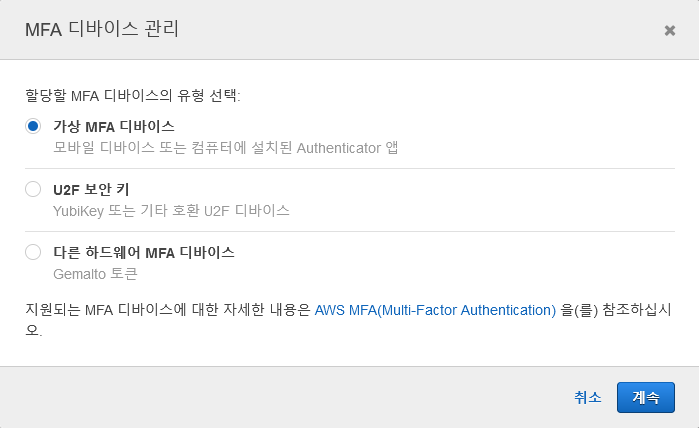 MFA 디바이스 관리
할당할 MFA 디바이스의 유형 선택:
가상 MFA 디바이스
모바일 디바이스 또는 컴퓨터에 설치된 Authenticator 앱
U2F 보안 키
YubiKey 또는 기타 호환 U2F 디바이스
다른 하드웨어 MFA 디바이스
Gemalto 토큰
지원되는 MFA 디바이스에 대한 자세한 내용은 AWS MFA(Multi-Factor Authentication) 을(를) 참조하십시
오.
취소 계속